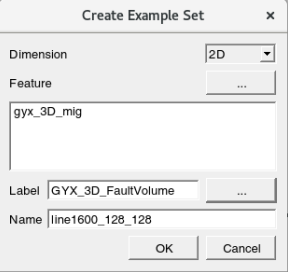 Create Example Set ×
Dimension 2D
Feature ...
gyx_3D_mig
Label GYX_3D_FaultVolume ...
Name line1600_128_128
OK Cancel